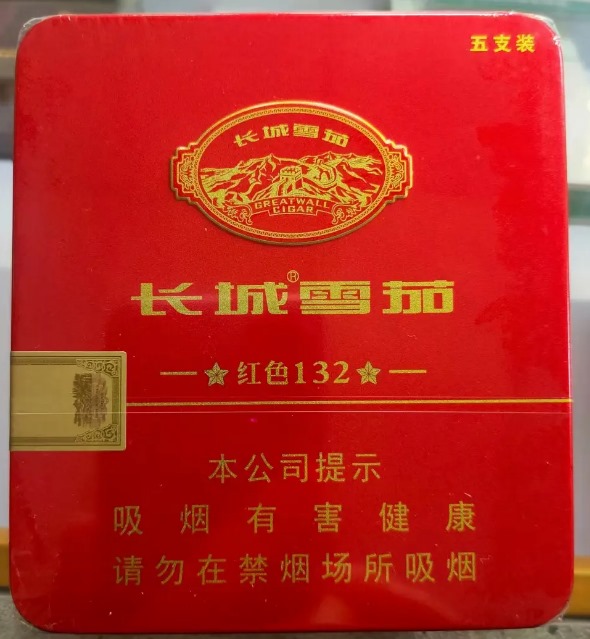 五支装
长城雪茄
GREATWALL
CIGAR
长城®雪茄
红色132
本公司提示
吸烟有害健康
请勿在禁烟场所吸烟